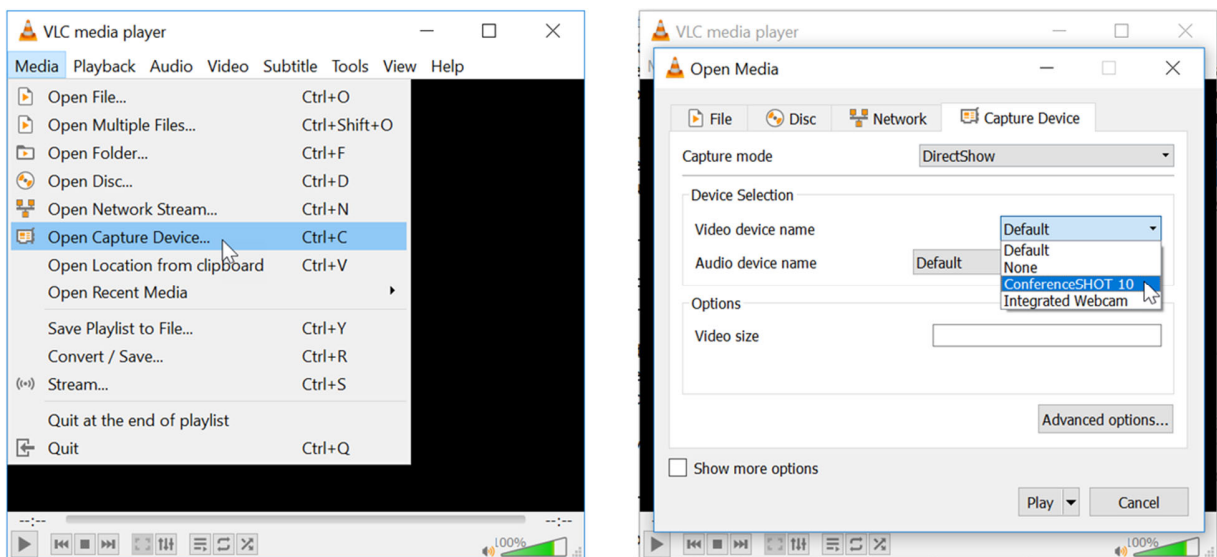 VLC media player
Media Playback Audio Video Subtitle Tools View Help
Open File... Ctrl+O
Open Multiple Files... Ctrl+Shift+O
Open Folder... Ctrl+F
Open Disc... Ctrl+D
Open Network Stream... Ctrl+N
Open Capture Device... Ctrl+C
Open Location from clipboard Ctrl+V
Open Recent Media
Save Playlist to File... Ctrl+Y
Convert / Save... Ctrl+R
Stream... Ctrl+S
Quit at the end of playlist
Quit Ctrl+Q
--:-- --:--
100%
VLC media player
Open Media
File Disc Network Capture Device
Capture mode DirectShow
Device Selection
Video device name Default
Default
Audio device name Default
None
ConferenceSHOT 10
Integrated Webcam
Options
Video size
Advanced options...
Show more options
Play Cancel
100%